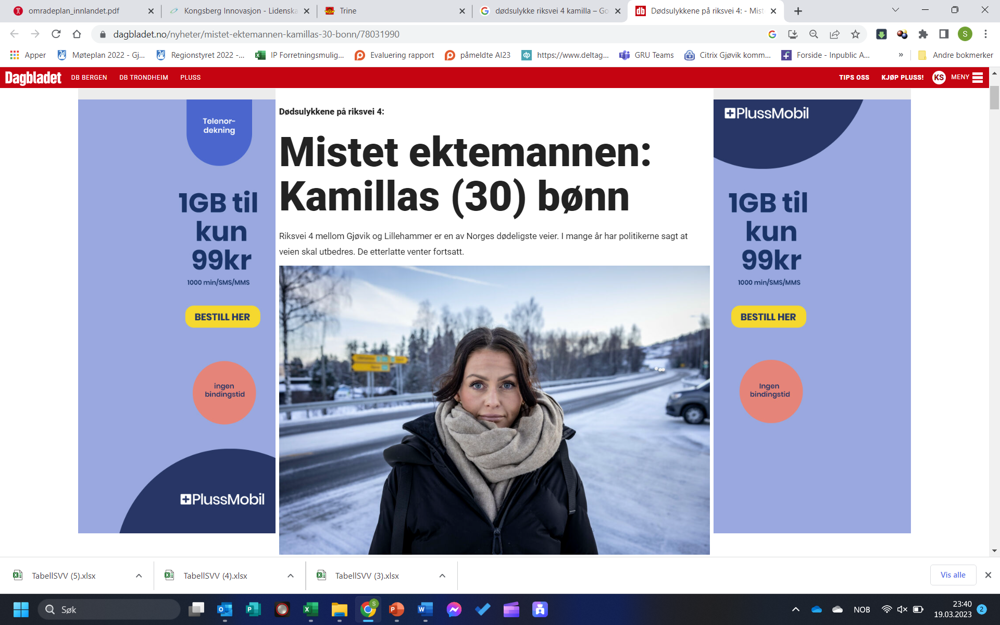 omradeplan_innlandet.pdf
Kongsberg Innovasjon - Lidenska
Trine
dødsulykke riksvei 4 kamilla – Go
Dødsulykkene på riksvei 4: - Mist
dagbladet.no/nyheter/mistet-ektemannen-kamillas-30-bonn/78031990
S
Apper
Møteplan 2022 - Gj...
Regionstyret 2022 -...
IP Forretningsmulig...
Evaluering rapport
påmeldte AI23
https://www.deltag...
GRU Teams
Citrix Gjøvik komm...
Forside - Inpublic A...
»
Andre bokmerker
Dagbladet
DB BERGEN
DB TRONDHEIM
PLUSS
TIPS OSS
KJØP PLUSS!
KS
MENY
Telenor-
dekning
1GB til
kun
99kr
1000 min/SMS/MMS
BESTILL HER
ingen
bindingstid
PlussMobil
Dødsulykkene på riksvei 4:
Mistet ektemannen:
Kamillas (30) bønn
Riksvei 4 mellom Gjøvik og Lillehammer er en av Norges dødeligste veier. I mange år har politikerne sagt at
veien skal utbedres. De etterlatte venter fortsatt.
PlussMobil
1GB til
kun
99kr
1000 min/SMS/MMS
BESTILL HER
Ingen
bindingstid
TabellSVV (5).xlsx
TabellSVV (4).xlsx
TabellSVV (3).xlsx
Vis alle
Søk
NOB
23:40
19.03.2023
2